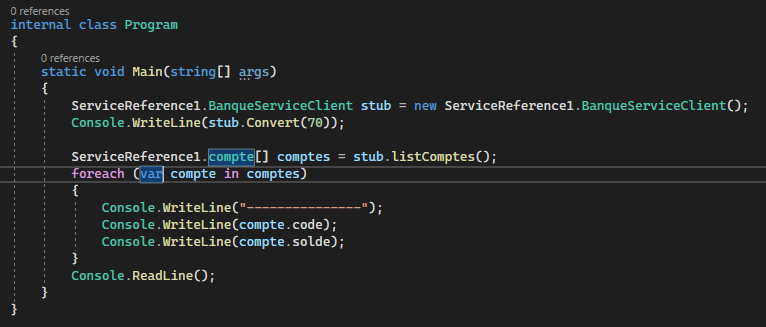 0 references
internal class Program
{
0 references
static void Main(string[] args)
{
ServiceReference1.BanqueServiceClient stub = new ServiceReference1.BanqueServiceClient();
Console.WriteLine(stub.Convert(70));
ServiceReference1.compte[] comptes = stub.listComptes();
foreach (var compte in comptes)
{
Console.WriteLine("---------------");
Console.WriteLine(compte.code);
Console.WriteLine(compte.solde);
}
Console.ReadLine();
}
}